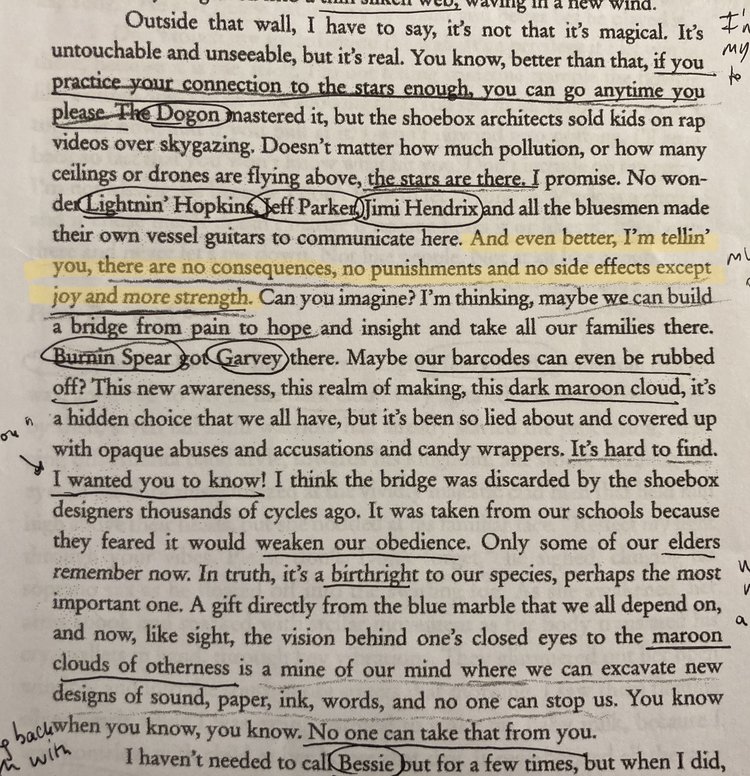 waving in a new wind.
Outside that wall, I have to say, it's not that it's magical. It's
untouchable and unseeable, but it's real. You know, better than that, if you
practice your connection to the stars enough, you can go anytime you
please. The Dogon mastered it, but the shoebox architects sold kids on rap
videos over skygazing. Doesn't matter how much pollution, or how many
ceilings or drones are flying above, the stars are there. I promise. No won-
der Lightnin' Hopkins, Jeff Parker, Jimi Hendrix and all the bluesmen made
their own vessel guitars to communicate here. And even better, I'm tellin'
you, there are no consequences, no punishments and no side effects except
joy and more strength. Can you imagine? I'm thinking, maybe we can build
a bridge from pain to hope and insight and take all our families there.
Burnin Spear got Garvey there. Maybe our barcodes can even be rubbed
off? This new awareness, this realm of making, this dark maroon cloud, it's
a hidden choice that we all have, but it's been so lied about and covered up
with opaque abuses and accusations and candy wrappers. It's hard to find.
I wanted you to know! I think the bridge was discarded by the shoebox
designers thousands of cycles ago. It was taken from our schools because
they feared it would weaken our obedience. Only some of our elders
remember now. In truth, it's a birthright to our species, perhaps the most
important one. A gift directly from the blue marble that we all depend on,
and now, like sight, the vision behind one's closed eyes to the maroon
clouds of otherness is a mine of our mind where we can excavate new
designs of sound, paper, ink, words, and no one can stop us. You know
when you know, you know. No one can take that from you.
I haven't needed to call Bessie but for a few times, but when I did,
my
to
a
back
with